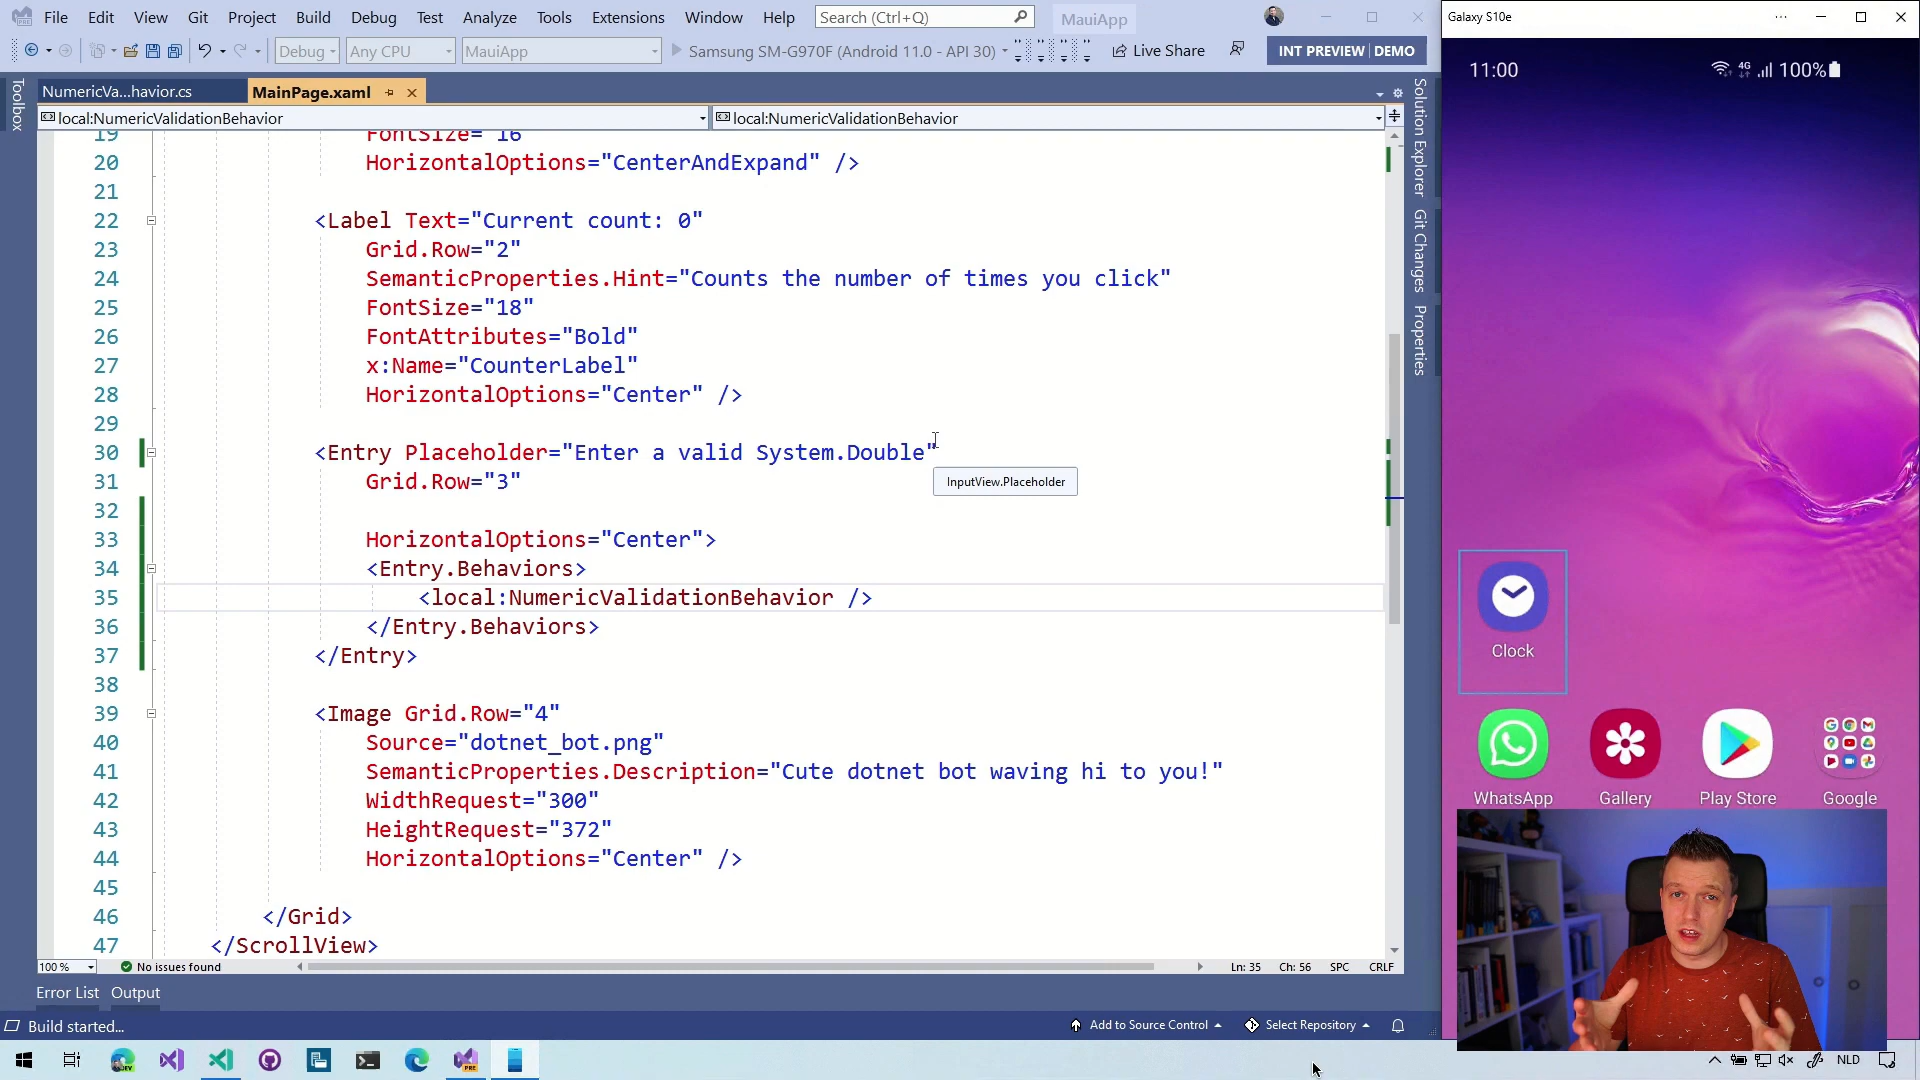 File Edit View Git Project Build Debug Test Analyze Tools Extensions Window Help Search (Ctrl+Q) MauiApp
Debug Any CPU MauiApp Samsung SM-G970F (Android 11.0 - API 30) Live Share INT PREVIEW DEMO
Toolbox
NumericVa...havior.cs MainPage.xaml
local:NumericValidationBehavior local:NumericValidationBehavior
19 FontSize="16"
20 HorizontalOptions="CenterAndExpand" />
21
22 <Label Text="Current count: 0"
23 Grid.Row="2"
24 SemanticProperties.Hint="Counts the number of times you click"
25 FontSize="18"
26 FontAttributes="Bold"
27 x:Name="CounterLabel"
28 HorizontalOptions="Center" />
29
30 <Entry Placeholder="Enter a valid System.Double"
31 Grid.Row="3"
InputView.Placeholder
32
33 HorizontalOptions="Center">
34 <Entry.Behaviors>
35 <local:NumericValidationBehavior />
36 </Entry.Behaviors>
37 </Entry>
38
39 <Image Grid.Row="4"
40 Source="dotnet_bot.png"
41 SemanticProperties.Description="Cute dotnet bot waving hi to you!"
42 WidthRequest="300"
43 HeightRequest="372"
44 HorizontalOptions="Center" />
45
46 </Grid>
47 </ScrollView>
100 % No issues found Ln: 35 Ch: 56 SPC CRLF
Error List Output
Build started...
Add to Source Control Select Repository
Solution Explorer
Git Changes
Properties
Galaxy S10e
11:00 4G 100%
Clock
WhatsApp Gallery Play Store Google
DEV PRE NLD